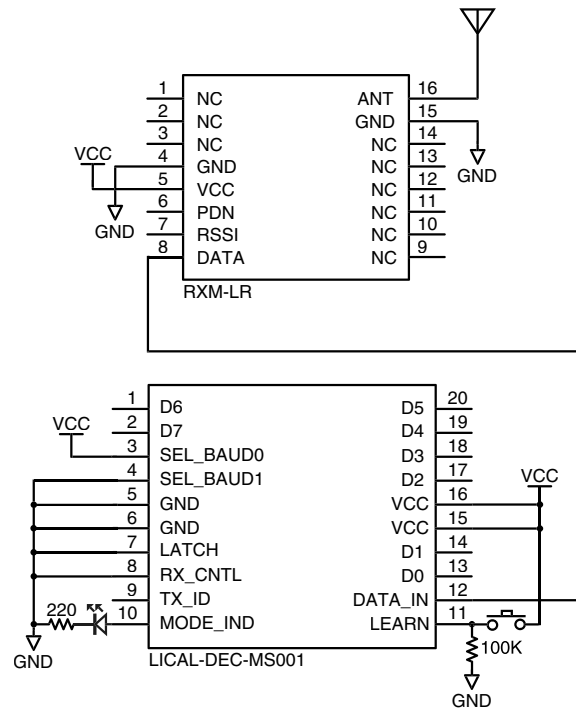 1 NC ANT 16
2 NC GND 15
3 NC NC 14
VCC 4 GND NC 13 GND
5 VCC NC 12
GND 6 PDN NC 11
7 RSSI NC 10
8 DATA NC 9
RXM-LR
1 D6 D5 20
VCC 2 D7 D4 19
3 SEL_BAUD0 D3 18
4 SEL_BAUD1 D2 17 VCC
5 GND VCC 16
6 GND VCC 15
7 LATCH D1 14
8 RX_CNTL D0 13
9 TX_ID DATA_IN 12
220 10 MODE_IND LEARN 11
GND LICAL-DEC-MS001 100K
GND